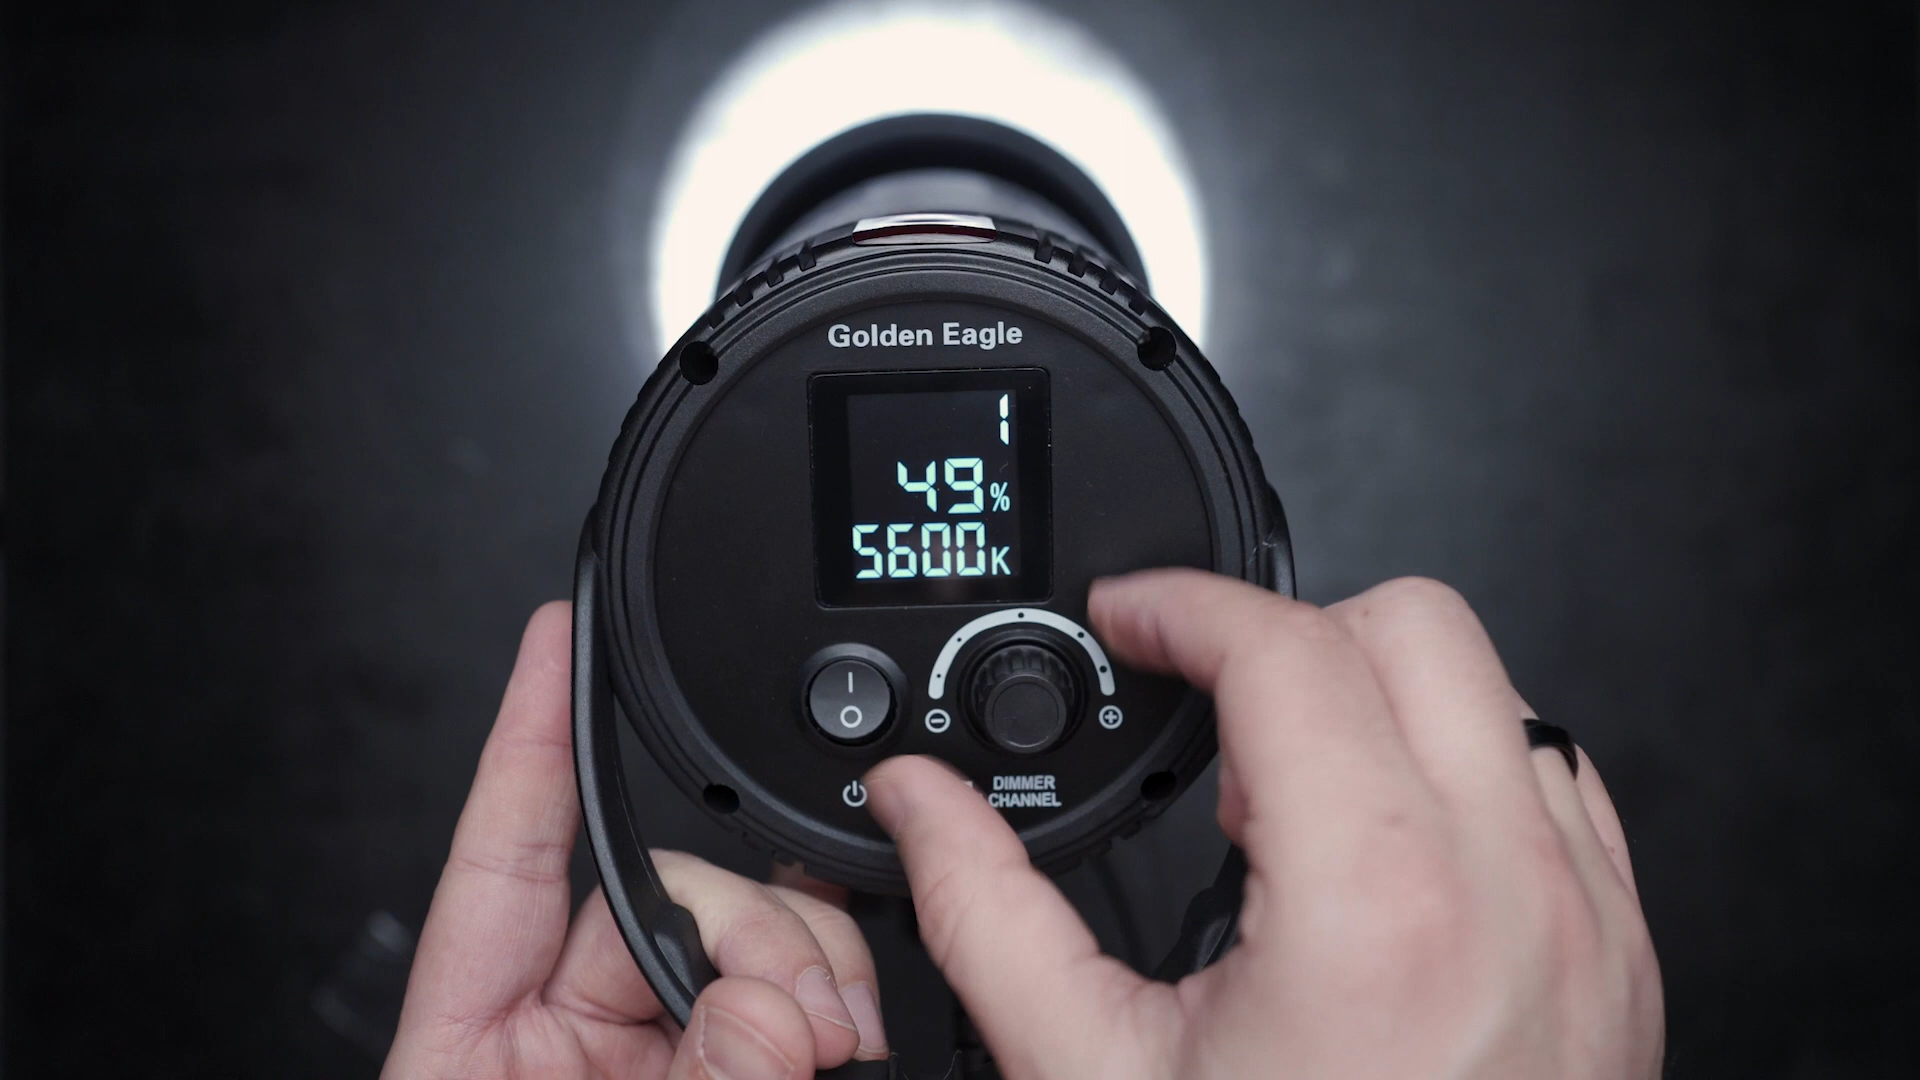 Golden Eagle
1
49%
5600K
DIMMER
CHANNEL